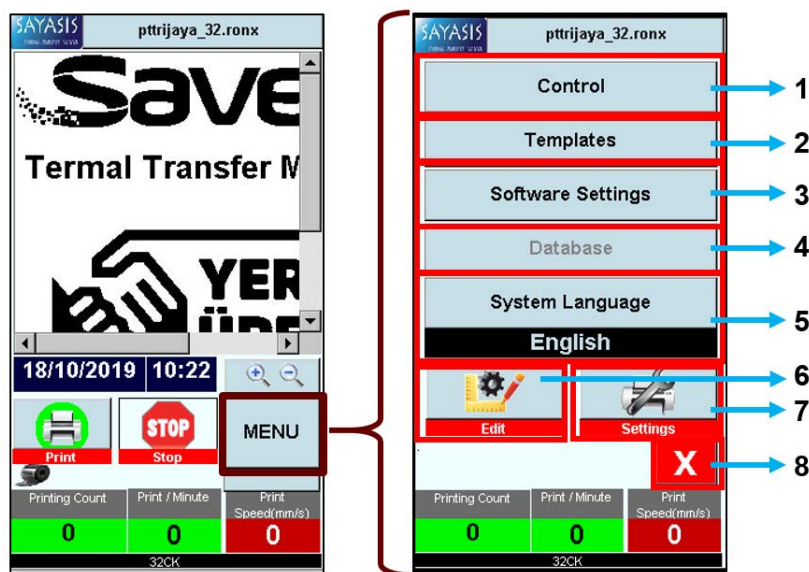 SAYASIS
pttrijaya_32.ronx
Save
Termal Transfer M
YER
18/10/2019 10:22
Print
Stop
STOP
MENU
Printing Count
Print / Minute
Print
Speed(mm/s)
0
0
0
32CK
SAYASIS
pttrijaya_32.ronx
Control
1
Templates
2
Software Settings
3
Database
4
System Language
5
English
6
Edit
Settings
7
X
8
Printing Count
Print / Minute
Print
Speed(mm/s)
0
0
0
32CK